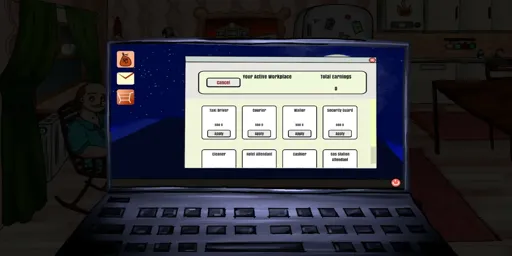 Your Active Workplace
Total Earnings
Cancel
0
Taxi Driver
Courier
Waiter
Security Guard
Apply
Apply
Apply
Apply
Cleaner
Hotel Attendant
Cashier
Gas Station
Attendant